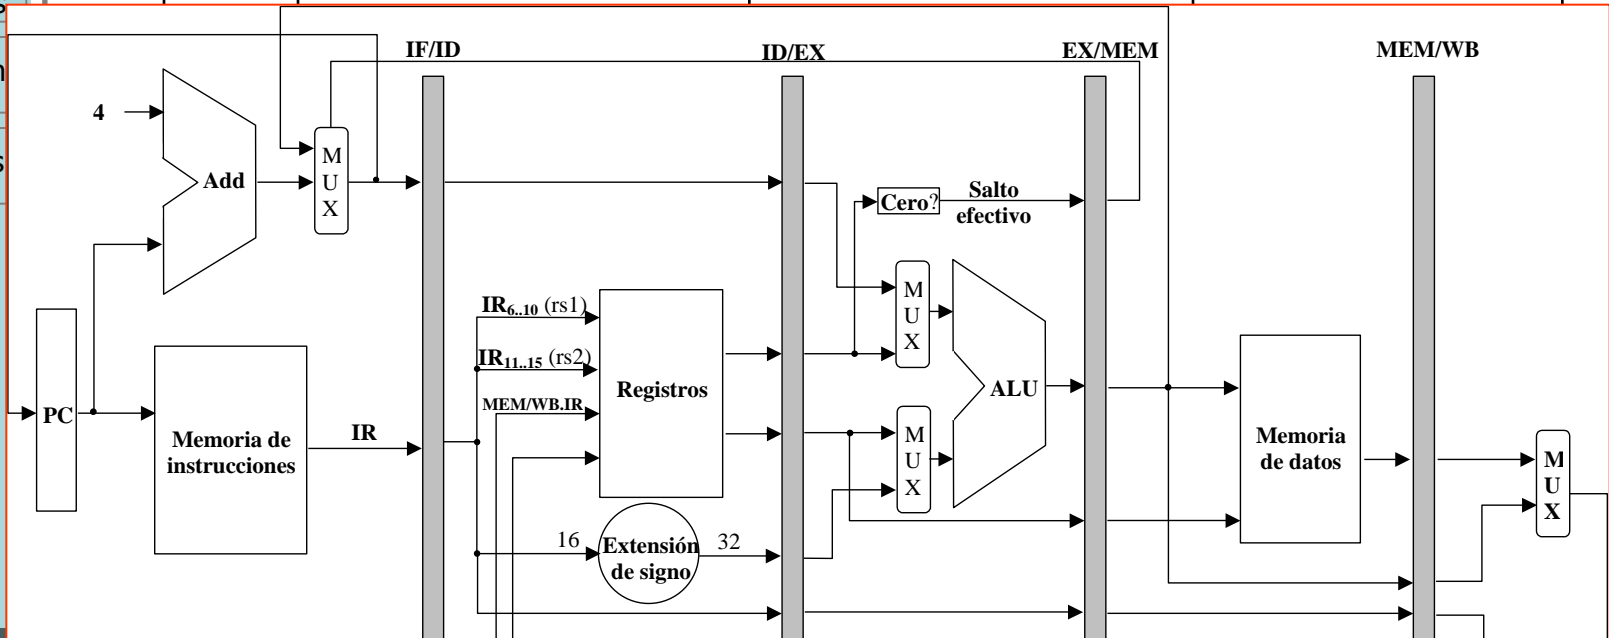 IF/ID
ID/EX
EX/MEM
MEM/WB
4
Add
M
U
X
Cero?
Salto
efectivo
IR6..10 (rs1)
IR11..15 (rs2)
MEM/WB.IR
Registros
M
U
X
ALU
PC
Memoria de
instrucciones
IR
M
U
X
Memoria
de datos
M
U
X
16
Extensión
de signo
32